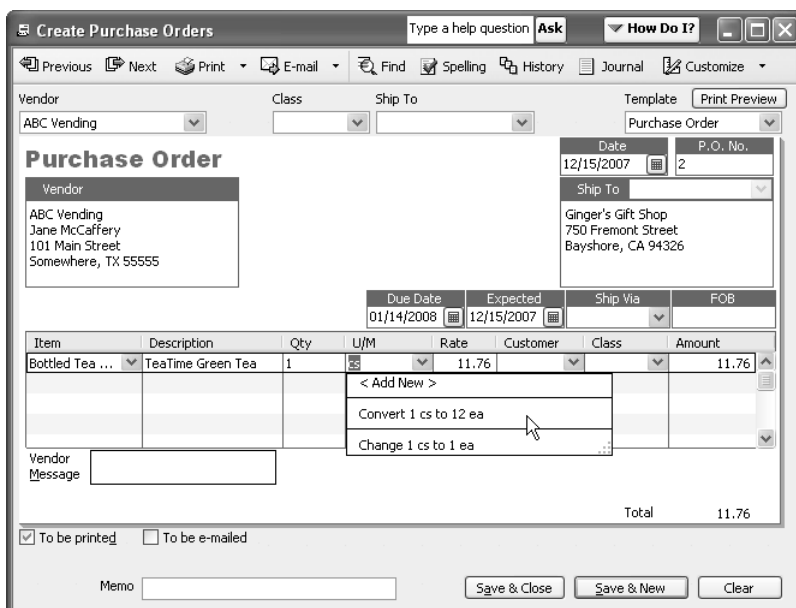 Create Purchase Orders Type a help question Ask How Do I?
Previous Next Print E-mail Find Spelling History Journal Customize
Vendor Class Ship To Template Print Preview
ABC Vending Purchase Order
Purchase Order
Date P.O. No.
12/15/2007 2
Vendor Ship To
ABC Vending
Jane McCaffery
101 Main Street
Somewhere, TX 55555
Ginger's Gift Shop
750 Fremont Street
Bayshore, CA 94326
Due Date Expected Ship Via FOB
01/14/2008 12/15/2007
Item Description Qty U/M Rate Customer Class Amount
Bottled Tea ... TeaTime Green Tea 1 cs 11.76 11.76
< Add New >
Convert 1 cs to 12 ea
Change 1 cs to 1 ea
Vendor
Message
Total 11.76
To be printed To be e-mailed
Memo Save & Close Save & New Clear